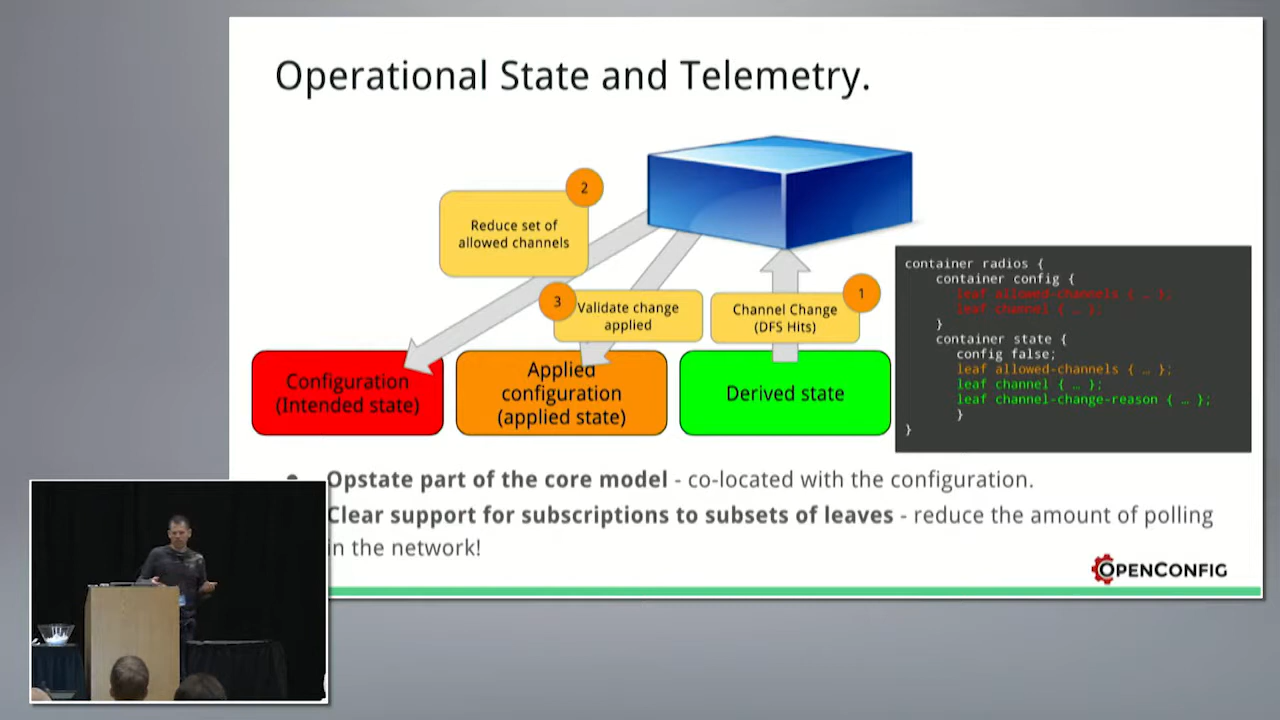 Operational State and Telemetry.
2
Reduce set of
allowed channels
3
Validate change
applied
1
Channel Change
(DFS Hits)
Configuration
(Intended state)
Applied
configuration
(applied state)
Derived state
container radios {
container config {
leaf allowed-channels { … };
leaf channel { … };
}
container state {
config false;
leaf allowed-channels { … };
leaf channel { … };
leaf channel-change-reason { … };
}
}
Opstate part of the core model - co-located with the configuration.
Clear support for subscriptions to subsets of leaves - reduce the amount of polling
in the network!
OPENCONFIG